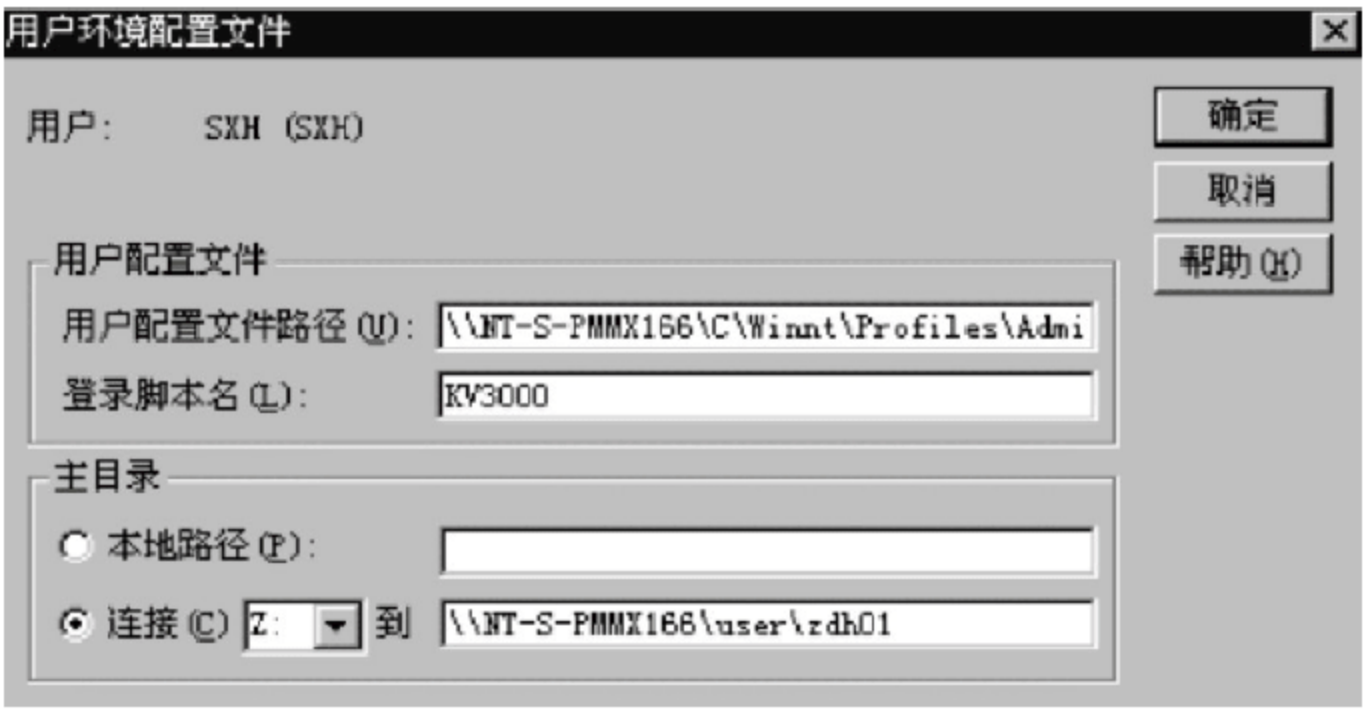 用户环境配置文件
用户: SXH (SXH)
确定
取消
帮助(H)
用户配置文件
用户配置文件路径(U): \\NT-S-PMMX166\C\Winnt\Profiles\Admi
登录脚本名(L): KV3000
主目录
本地路径(P):
连接(C) Z: 到 \\NT-S-PMMX166\user\zdh01